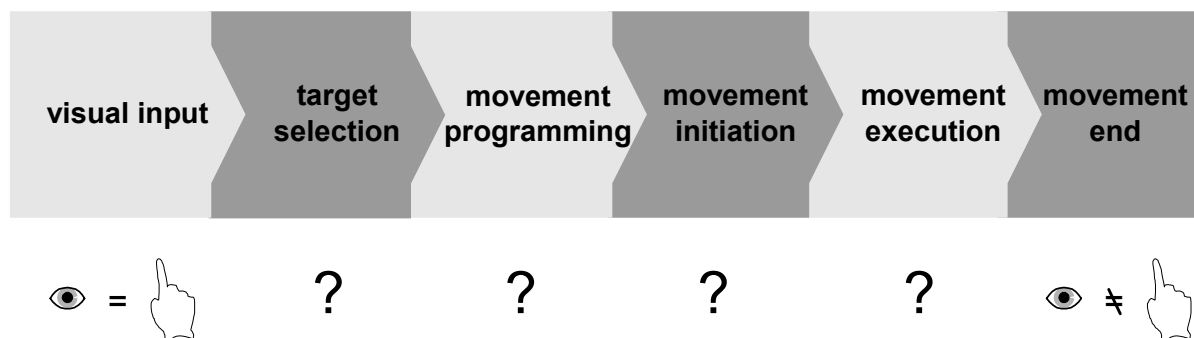 visual input
target
selection
movement
programming
movement
initiation
movement
execution
movement
end
= ? ? ? ? ≠